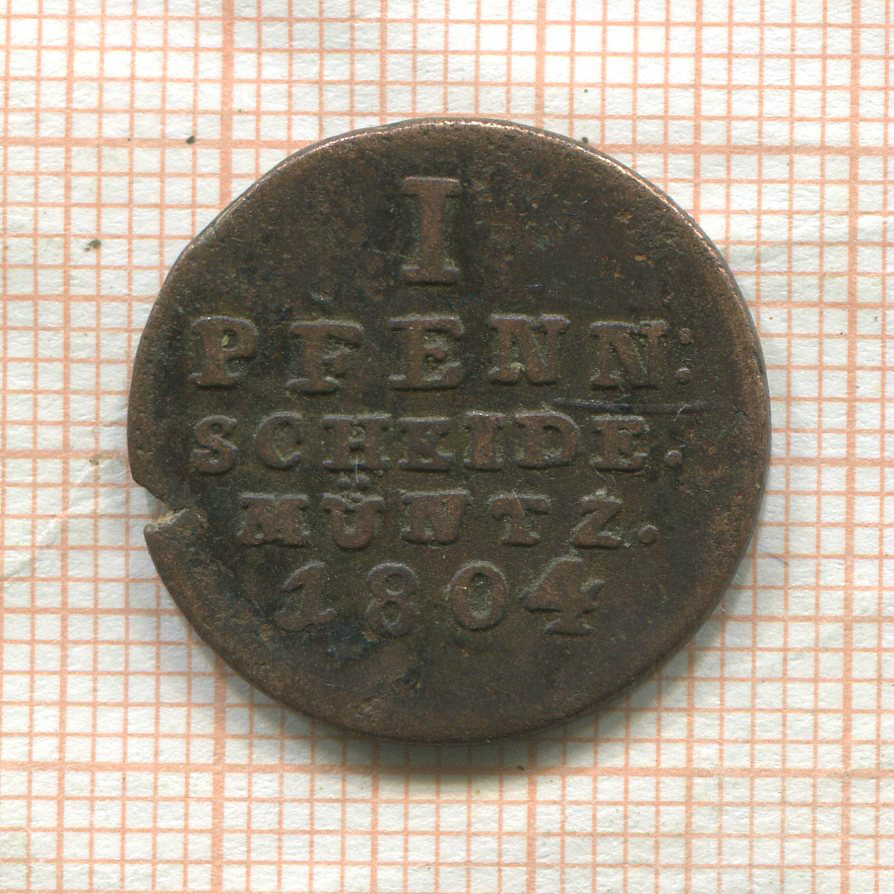 I
PFENN:
SCHEIDE.
MÜNTZ.
1804